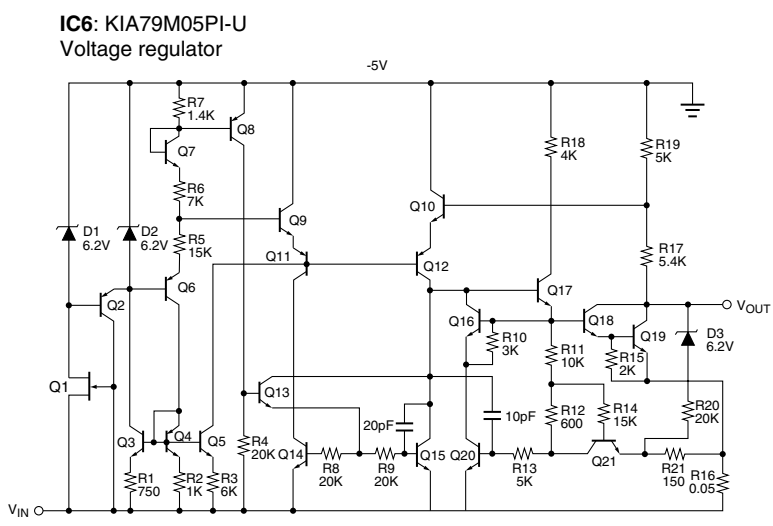 IC6: KIA79M05PI-U
Voltage regulator
-5V
R7
1.4K
Q8
Q7
R6
7K
R18
4K
R19
5K
Q10
Q9
D1
6.2V
D2
6.2V
R5
15K
Q11
Q12
R17
5.4K
Q2
Q6
Q17
VOUT
Q16
Q18
Q19
D3
6.2V
R10
3K
R11
10K
R15
2K
Q1
Q13
20pF
10pF
R12
600
R14
15K
R20
20K
Q3
Q4
Q5
R4
20K
Q14
R8
20K
R9
20K
Q15
Q20
R13
5K
Q21
R21
150
R16
0.05
R1
750
R2
1K
R3
6K
VIN